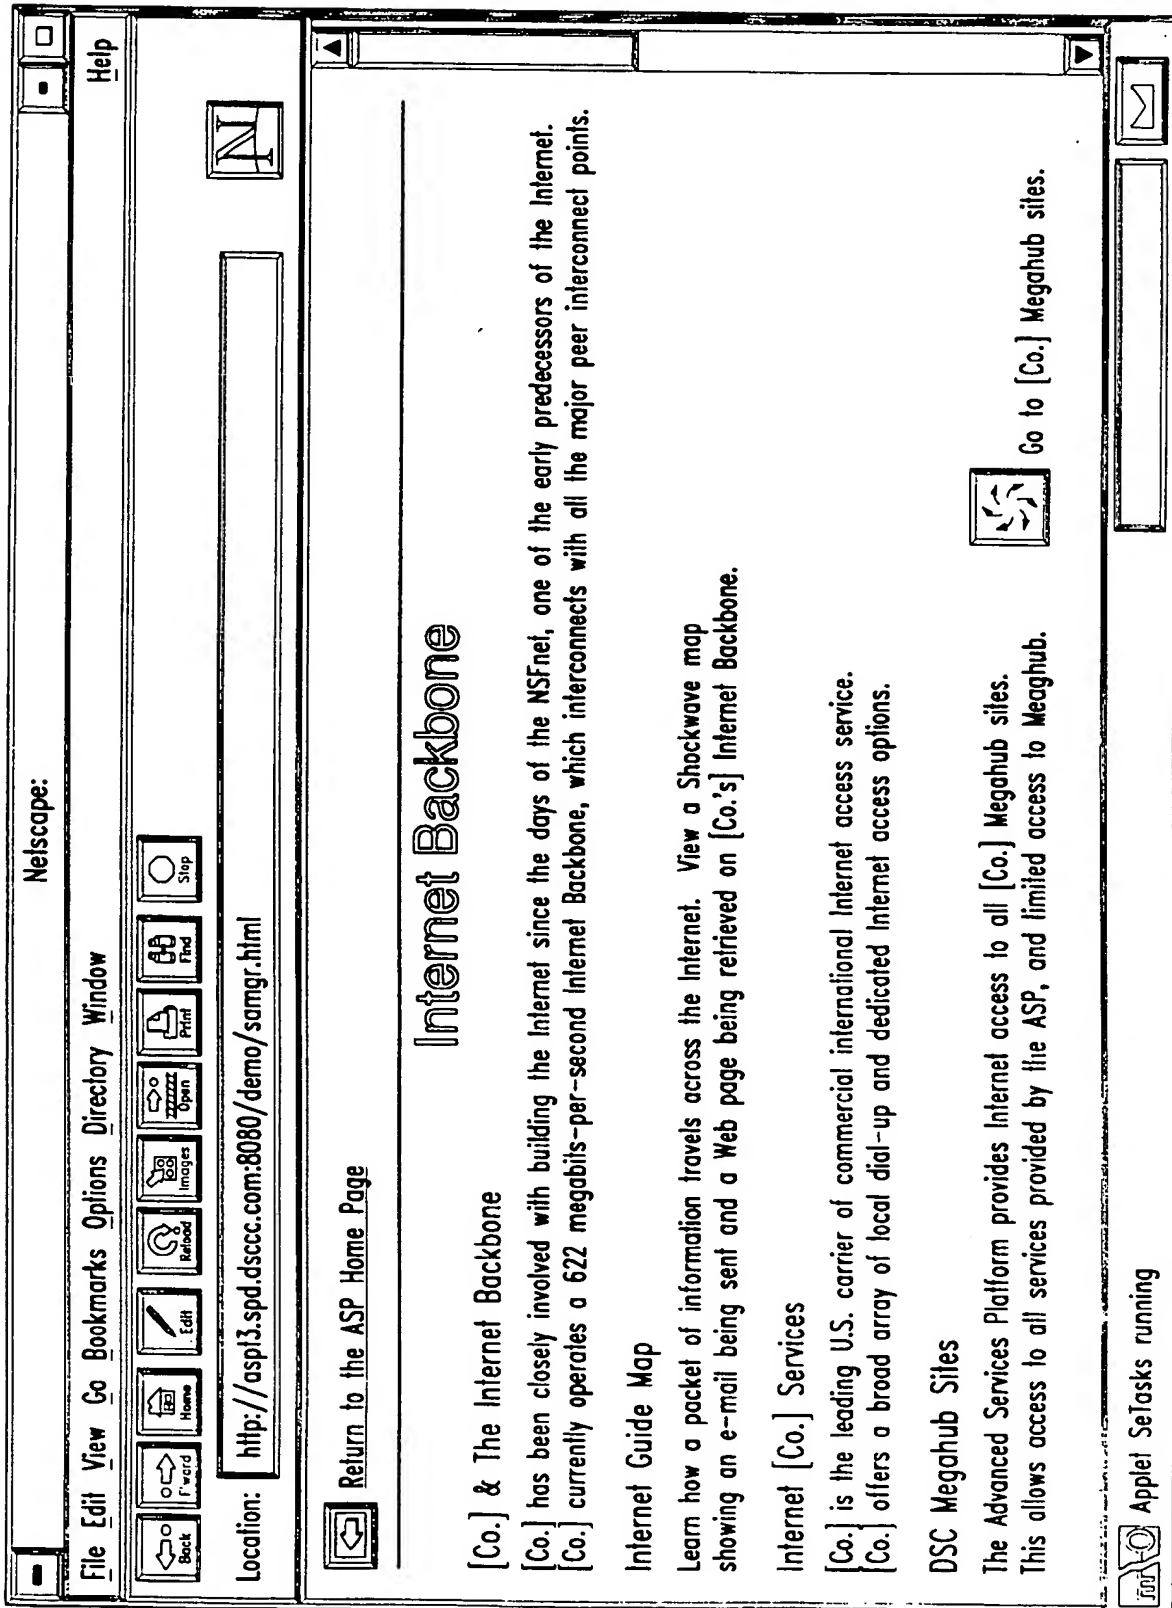 Netscape:
File Edit View Go Bookmarks Options Directory Window Help
Back F'ward Home Edit Reload Images Open Print Find Stop
Location: http://aspt3.spd.dsccc.com:8080/demo/samgr.html
N
Return to the ASP Home Page
Internet Backbone
[Co.] & The Internet Backbone
[Co.] has been closely involved with building the Internet since the days of the NSFnet, one of the early predecessors of the Internet.
[Co.] currently operates a 622 megabits-per-second Internet Backbone, which interconnects with all the major peer interconnect points.
Internet Guide Map
Learn how a packet of information travels across the Internet. View a Shockwave map
showing an e-mail being sent and a Web page being retrieved on [Co.'s] Internet Backbone.
Internet [Co.] Services
[Co.] is the leading U.S. carrier of commercial international Internet access service.
[Co.] offers a broad array of local dial-up and dedicated Internet access options.
DSC Megahub Sites
The Advanced Services Platform provides Internet access to all [Co.] Megahub sites.
This allows access to all services provided by the ASP, and limited access to Meaghub.
Go to [Co.] Megahub sites.
Applet SeTasks running